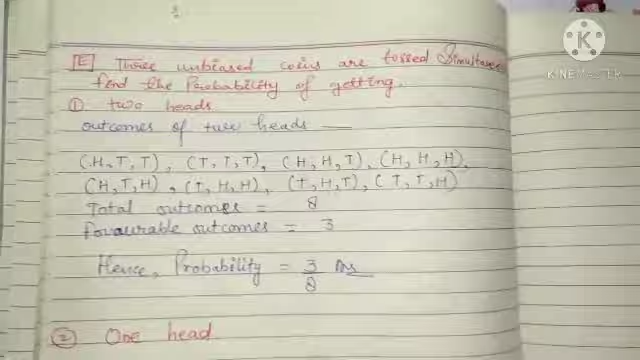 KINEMASTER
[E] Three unbiased coins are tossed Simultane
find the Probability of getting.
① two heads
outcomes of two heads —
(H, T, T), (T, T, T), (H, H, T), (H, H, H),
(H, T, H), (T, H, H), (T, H, T), (T, T, H)
Total outcomes = 8
favourable outcomes = 3
Hence, Probability = 3/8 Ans
② One head